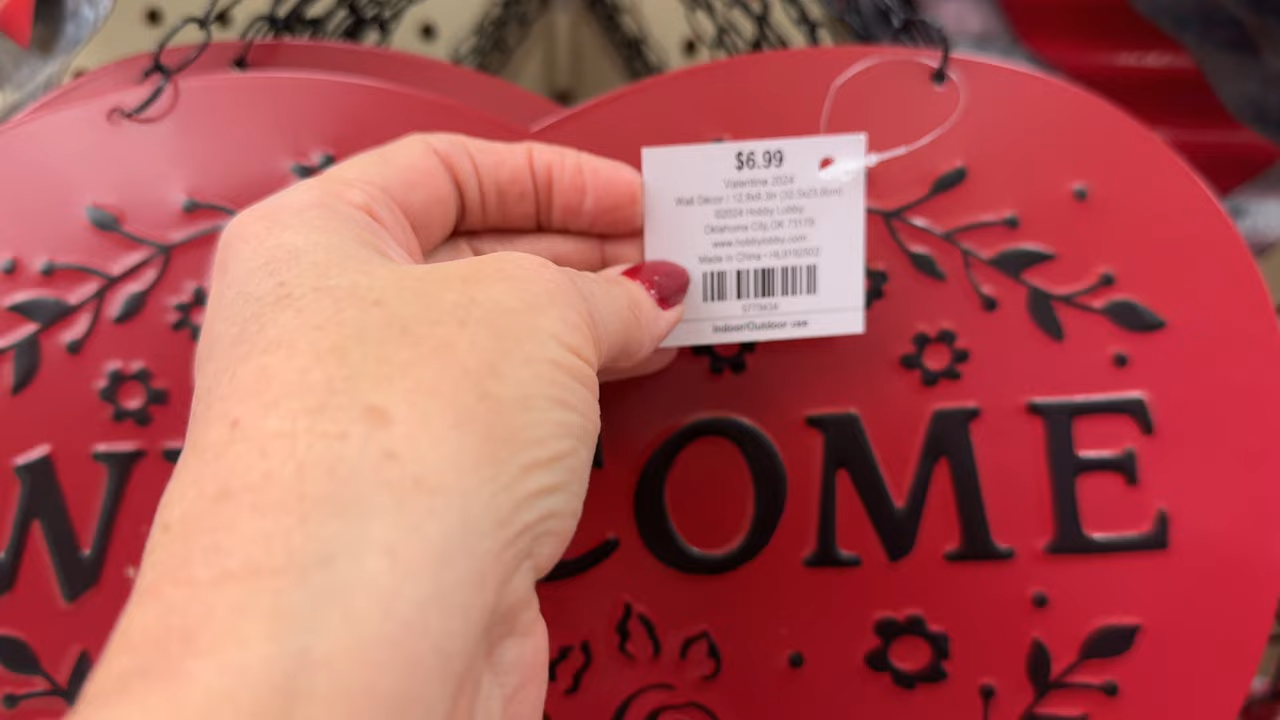 $6.99
Valentine 2024
Wall Decor / 12.8x9.3in (32.5x23.6cm)
©2024 Hobby Lobby
Oklahoma City, OK 73179
www.hobbylobby.com
Made in China •
Indoor/Outdoor use
W COME